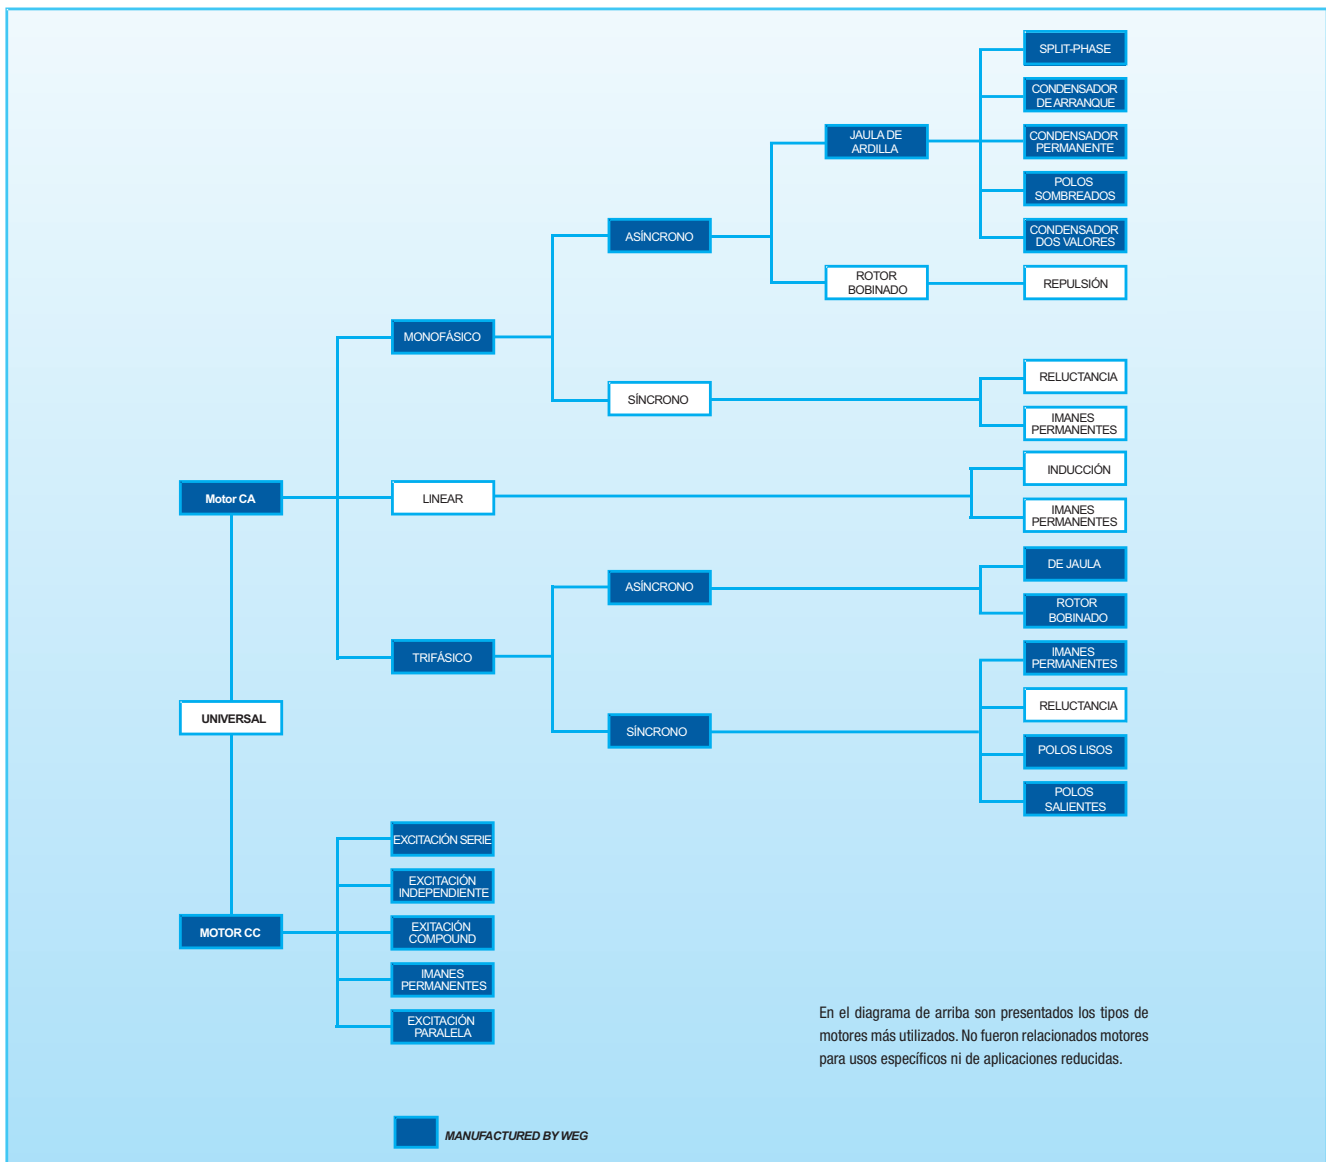 SPLIT-PHASE
CONDENSADOR
DE ARRANQUE
JAULA DE
ARDILLA
CONDENSADOR
PERMANENTE
POLOS
SOMBREADOS
ASÍNCRONO
CONDENSADOR
DOS VALORES
ROTOR
BOBINADO
REPULSIÓN
MONOFÁSICO
RELUCTANCIA
SÍNCRONO
IMANES
PERMANENTES
INDUCCIÓN
Motor CA
LINEAR
IMANES
PERMANENTES
DE JAULA
ASÍNCRONO
ROTOR
BOBINADO
TRIFÁSICO
IMANES
PERMANENTES
RELUCTANCIA
UNIVERSAL
SÍNCRONO
POLOS LISOS
POLOS
SALIENTES
EXCITACIÓN SERIE
EXCITACIÓN
INDEPENDIENTE
MOTOR CC
EXITACIÓN
COMPOUND
IMANES
PERMANENTES
EXCITACIÓN
PARALELA
En el diagrama de arriba son presentados los tipos de
motores más utilizados. No fueron relacionados motores
para usos específicos ni de aplicaciones reducidas.
MANUFACTURED BY WEG